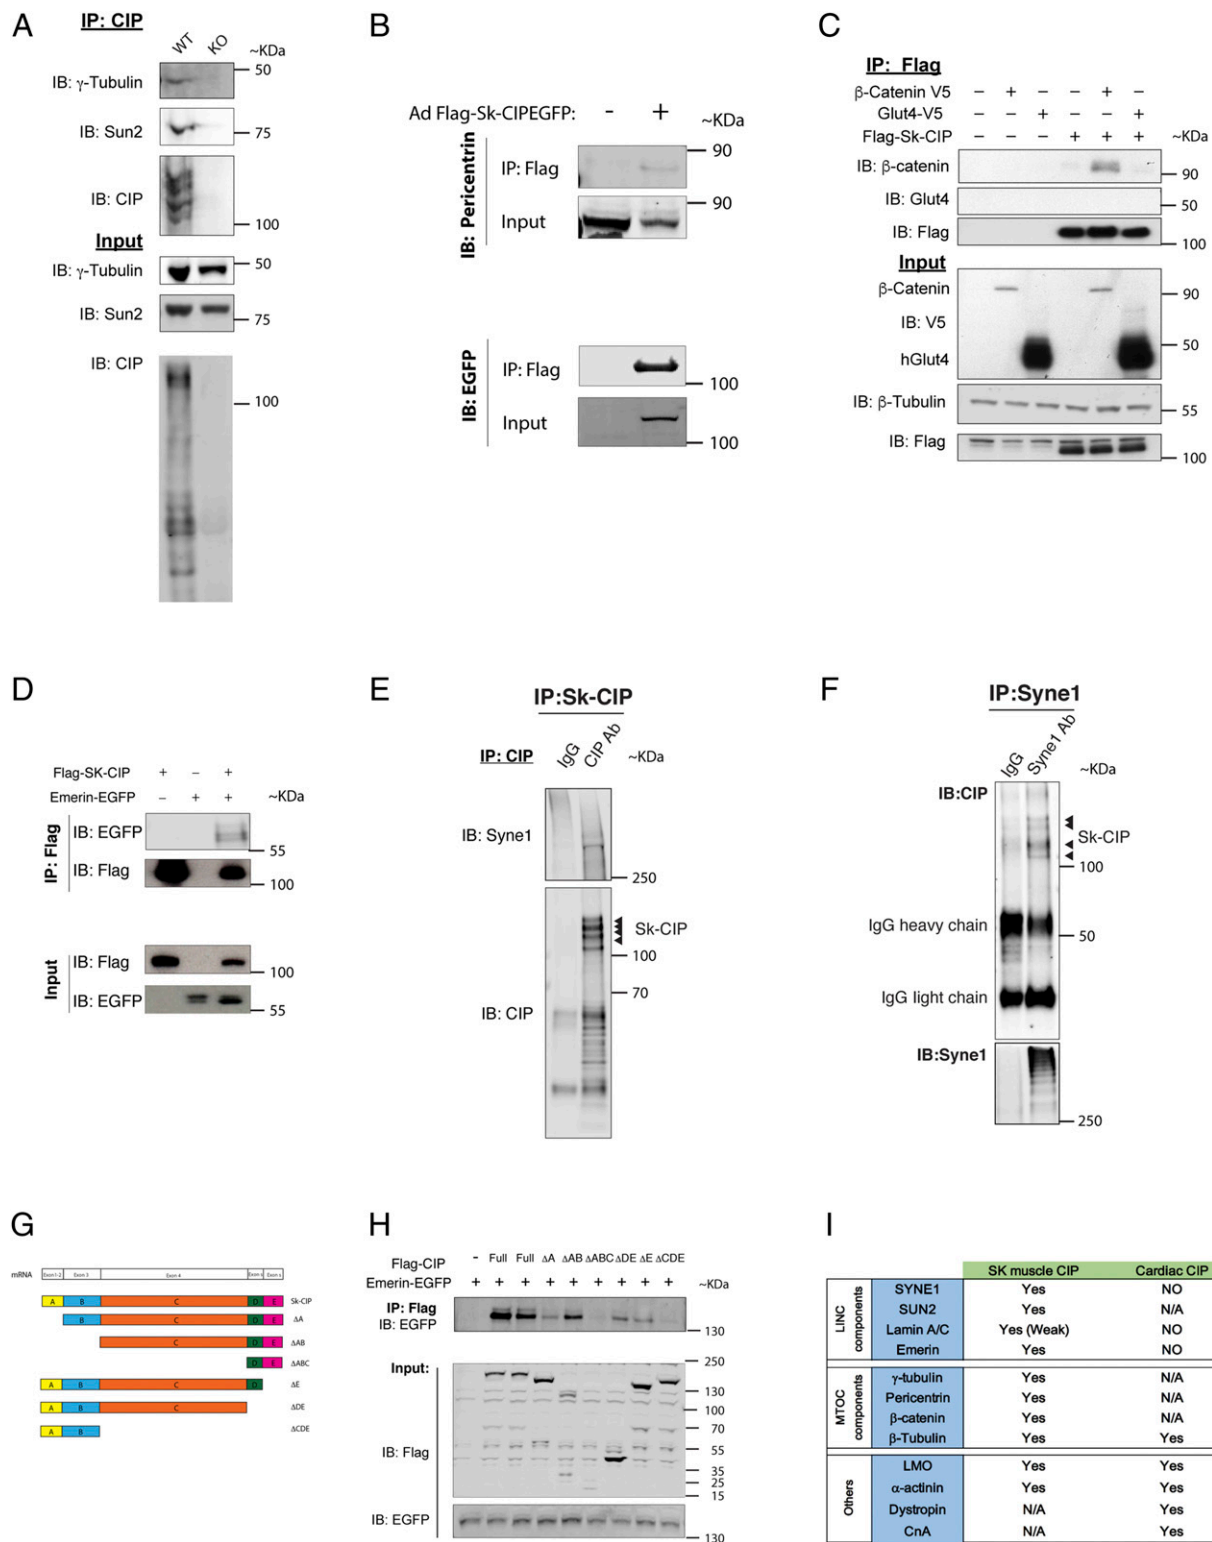 A
IP: CIP
WT KO ~KDa
IB: γ-Tubulin 50
IB: Sun2 75
IB: CIP
100
Input
IB: γ-Tubulin 50
IB: Sun2 75
IB: CIP
100
B
Ad Flag-Sk-CIPEGFP: - + ~KDa
IB: Pericentrin
90
IP: Flag
90
Input
IB: EGFP
IP: Flag
100
Input
100
C
IP: Flag
β-Catenin V5 - + - - + -
Glut4-V5 - - + - - +
Flag-Sk-CIP - - - + + + ~KDa
IB: β-catenin 90
IB: Glut4 50
IB: Flag 100
Input
β-Catenin 90
IB: V5
50
hGlut4
IB: β-Tubulin 55
IB: Flag
100
D
Flag-SK-CIP + - +
Emerin-EGFP - + + ~KDa
IP: Flag
IB: EGFP
55
IB: Flag
100
Input
IB: Flag
100
IB: EGFP
55
E
IP:Sk-CIP
IP: CIP IgG CIP Ab ~KDa
IB: Syne1
250
Sk-CIP
100
70
IB: CIP
F
IP:Syne1
IgG Syne1 Ab ~KDa
IB:CIP
Sk-CIP
100
IgG heavy chain
50
IgG light chain
IB:Syne1
250
G
mRNA Exon 1-2 Exon 3 Exon 4
A B C D E Sk-CIP
B C D E ΔA
C D E ΔAB
D E ΔABC
A B C D ΔE
A B C ΔDE
A B ΔCDE
H
Flag-CIP - Full Full ΔA ΔAB ΔABC ΔDE ΔE ΔCDE
Emerin-EGFP + + + + + + + + + ~KDa
IP: Flag
IB: EGFP
130
Input:
250
130
100
70
IB: Flag
55
35
25
15
IB: EGFP
130
I
SK muscle CIP Cardiac CIP
LINC components
SYNE1 Yes NO
SUN2 Yes N/A
Lamin A/C Yes (Weak) NO
Emerin Yes NO
MTOC components
γ-tubulin Yes N/A
Pericentrin Yes N/A
β-catenin Yes N/A
β-Tubulin Yes Yes
Others
LMO Yes Yes
α-actinin Yes Yes
Dystropin N/A Yes
CnA N/A Yes